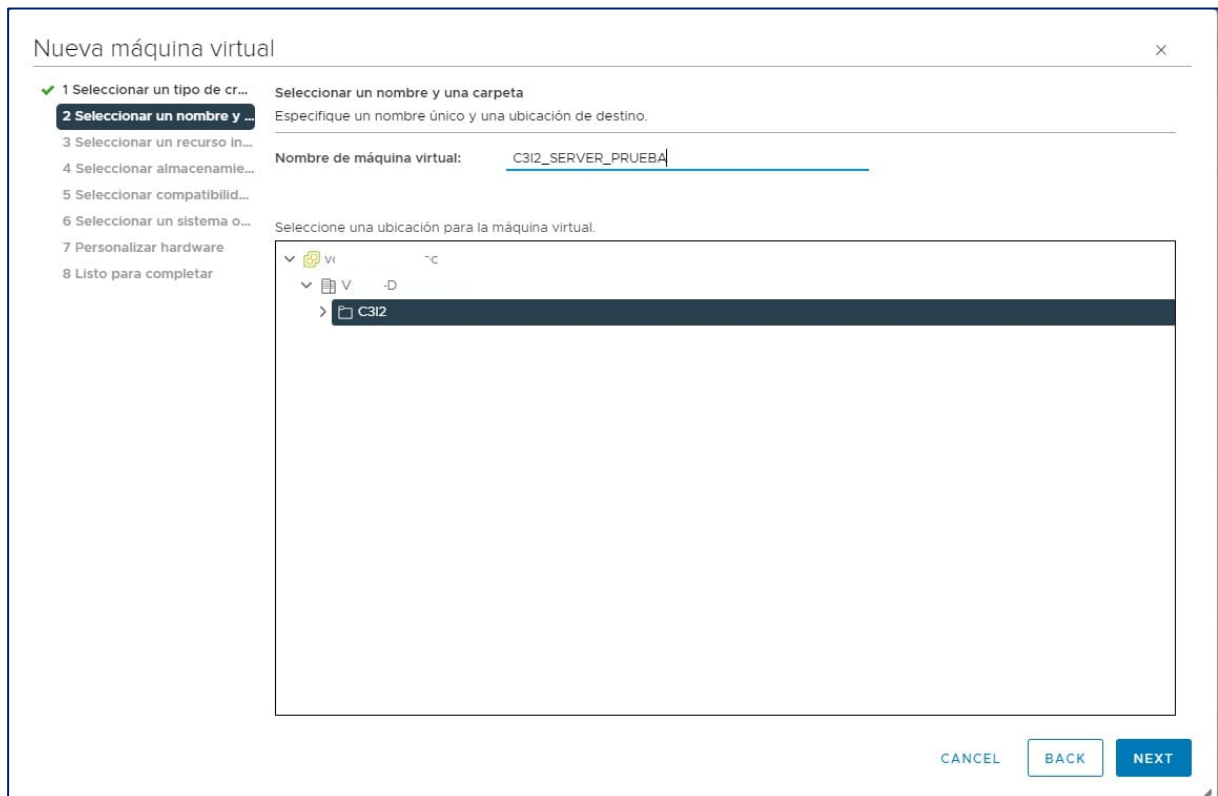 Nueva máquina virtual
1 Seleccionar un tipo de cr...
2 Seleccionar un nombre y ...
3 Seleccionar un recurso in...
4 Seleccionar almacenamie...
5 Seleccionar compatibilid...
6 Seleccionar un sistema o...
7 Personalizar hardware
8 Listo para completar
Seleccionar un nombre y una carpeta
Especifique un nombre único y una ubicación de destino.
Nombre de máquina virtual: C3I2_SERVER_PRUEBA
Seleccione una ubicación para la máquina virtual.
C3I2
CANCEL BACK NEXT